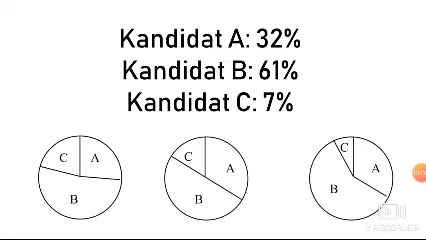 Kandidat A: 32%
Kandidat B: 61%
Kandidat C: 7%
C A B
C A B
C A B